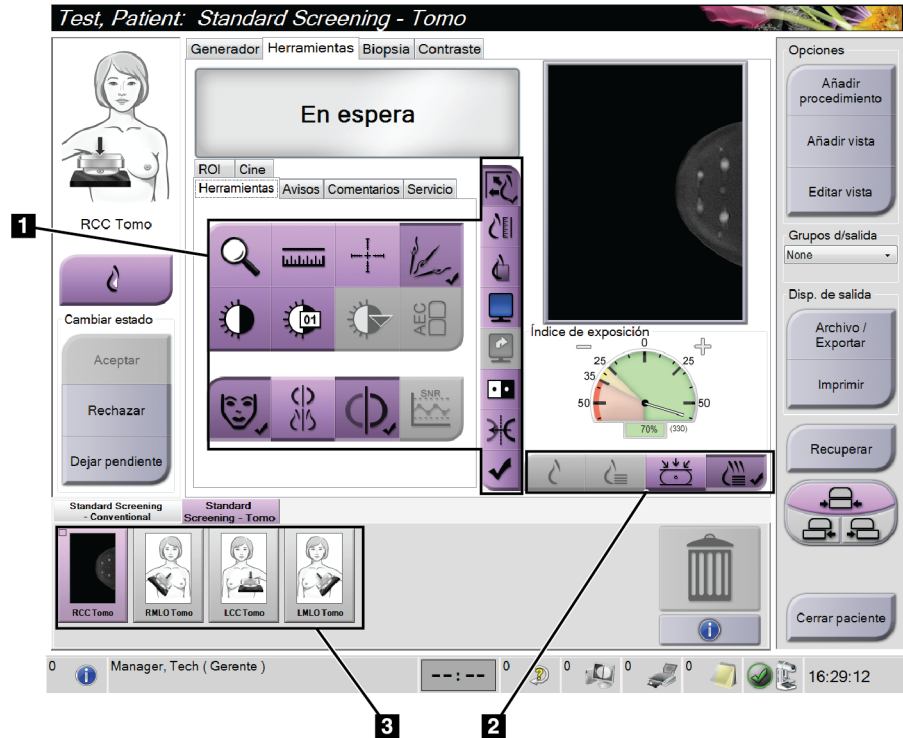 Test, Patient: Standard Screening - Tomo
Generador Herramientas Biopsia Contraste
En espera
ROI Cine
Herramientas Avisos Comentarios Servicio
RCC Tomo
Cambiar estado
Aceptar
Rechazar
Dejar pendiente
01
AEC
SNR
Índice de exposición
0
25 25
35
50 50
70% (330)
Opciones
Añadir
procedimiento
Añadir vista
Editar vista
Grupos d/salida
None
Disp. de salida
Archivo /
Exportar
Imprimir
Recuperar
Cerrar paciente
Standard Screening
- Conventional
Standard
Screening - Tomo
RCC Tomo
RMLO Tomo
LCC Tomo
LMLO Tomo
0 Manager, Tech ( Gerente ) --:-- 0 0 0 0 16:29:12
1
3 2